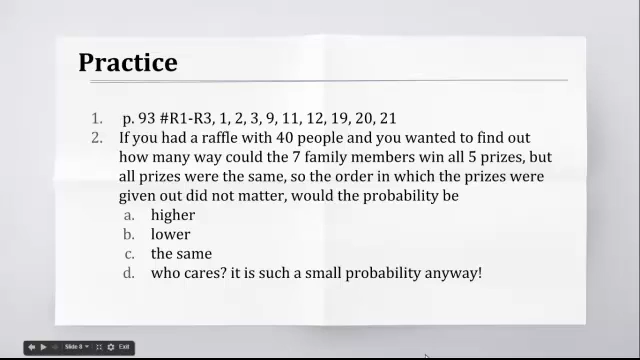 Practice
1. p. 93 #R1-R3, 1, 2, 3, 9, 11, 12, 19, 20, 21
2. If you had a raffle with 40 people and you wanted to find out
how many way could the 7 family members win all 5 prizes, but
all prizes were the same, so the order in which the prizes were
given out did not matter, would the probability be
a. higher
b. lower
c. the same
d. who cares? it is such a small probability anyway!
Slide 8
Exit